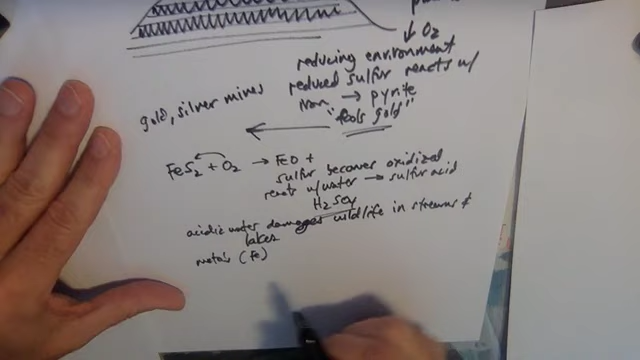 ↓ O2
reducing environment
reduced sulfur reacts w/
iron → pyrite
"fools gold"
gold, silver mines
FeS2 + O2 → FeO +
sulfur becomes oxidized
reacts w/water → sulfur acid
H2SO4
acidic water damages wildlife in streams &
lakes
metals (Fe)